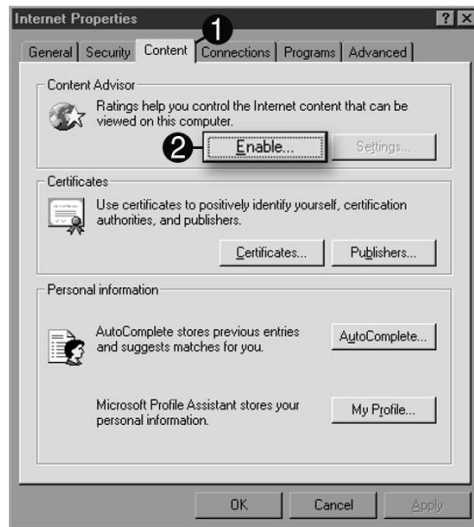 Internet Properties
? X
1
General Security Content Connections Programs Advanced
Content Advisor
Ratings help you control the Internet content that can be
viewed on this computer.
2 Enable... Settings...
Certificates
Use certificates to positively identify yourself, certification
authorities, and publishers.
Certificates... Publishers...
Personal information
AutoComplete stores previous entries
and suggests matches for you.
AutoComplete...
Microsoft Profile Assistant stores your
personal information.
My Profile...
OK Cancel Apply